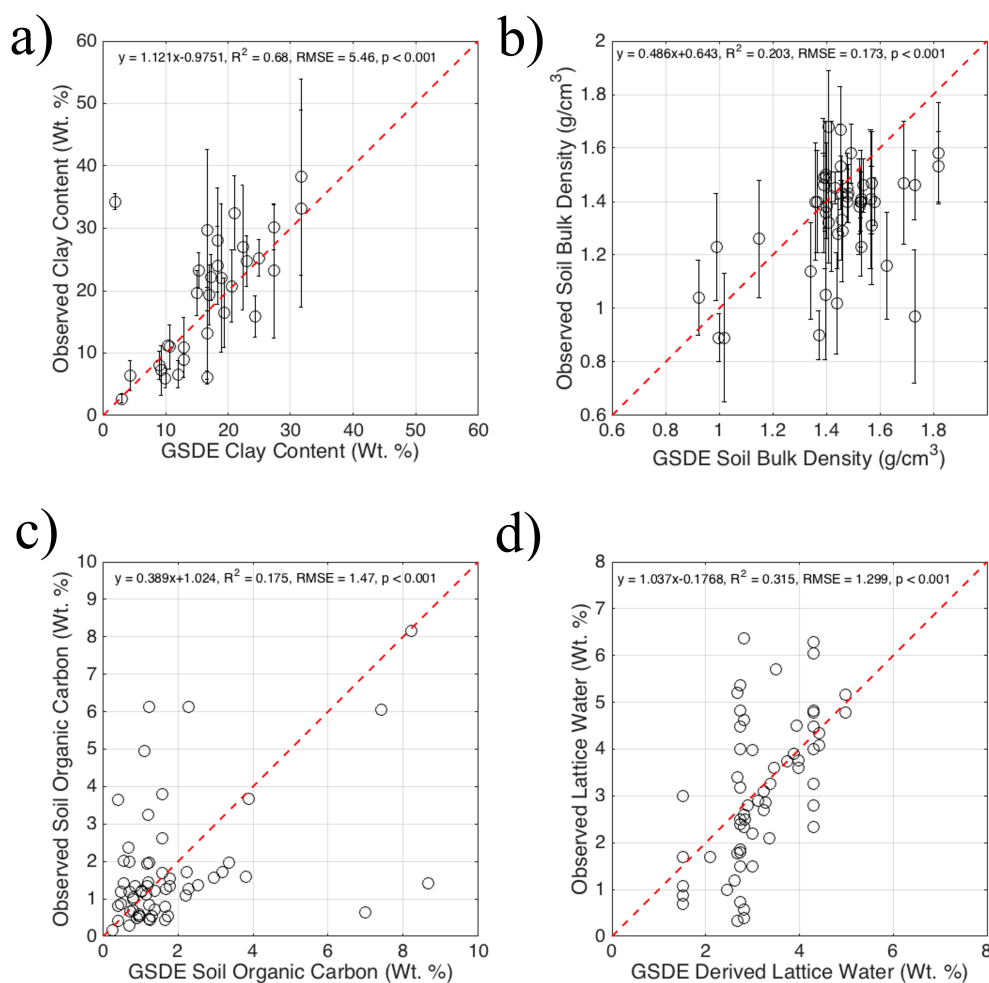 a)
y = 1.121x-0.9751, R² = 0.68, RMSE = 5.46, p < 0.001
Observed Clay Content (Wt. %)
60
50
40
30
20
10
0
0 10 20 30 40 50 60
GSDE Clay Content (Wt. %)
b)
y = 0.486x+0.643, R² = 0.203, RMSE = 0.173, p < 0.001
Observed Soil Bulk Density (g/cm³)
2
1.8
1.6
1.4
1.2
1
0.8
0.6
0.6 0.8 1 1.2 1.4 1.6 1.8
GSDE Soil Bulk Density (g/cm³)
c)
y = 0.389x+1.024, R² = 0.175, RMSE = 1.47, p < 0.001
Observed Soil Organic Carbon (Wt. %)
10
9
8
7
6
5
4
3
2
1
0
0 2 4 6 8 10
GSDE Soil Organic Carbon (Wt. %)
d)
y = 1.037x-0.1768, R² = 0.315, RMSE = 1.299, p < 0.001
Observed Lattice Water (Wt. %)
8
7
6
5
4
3
2
1
0
0 2 4 6 8
GSDE Derived Lattice Water (Wt. %)